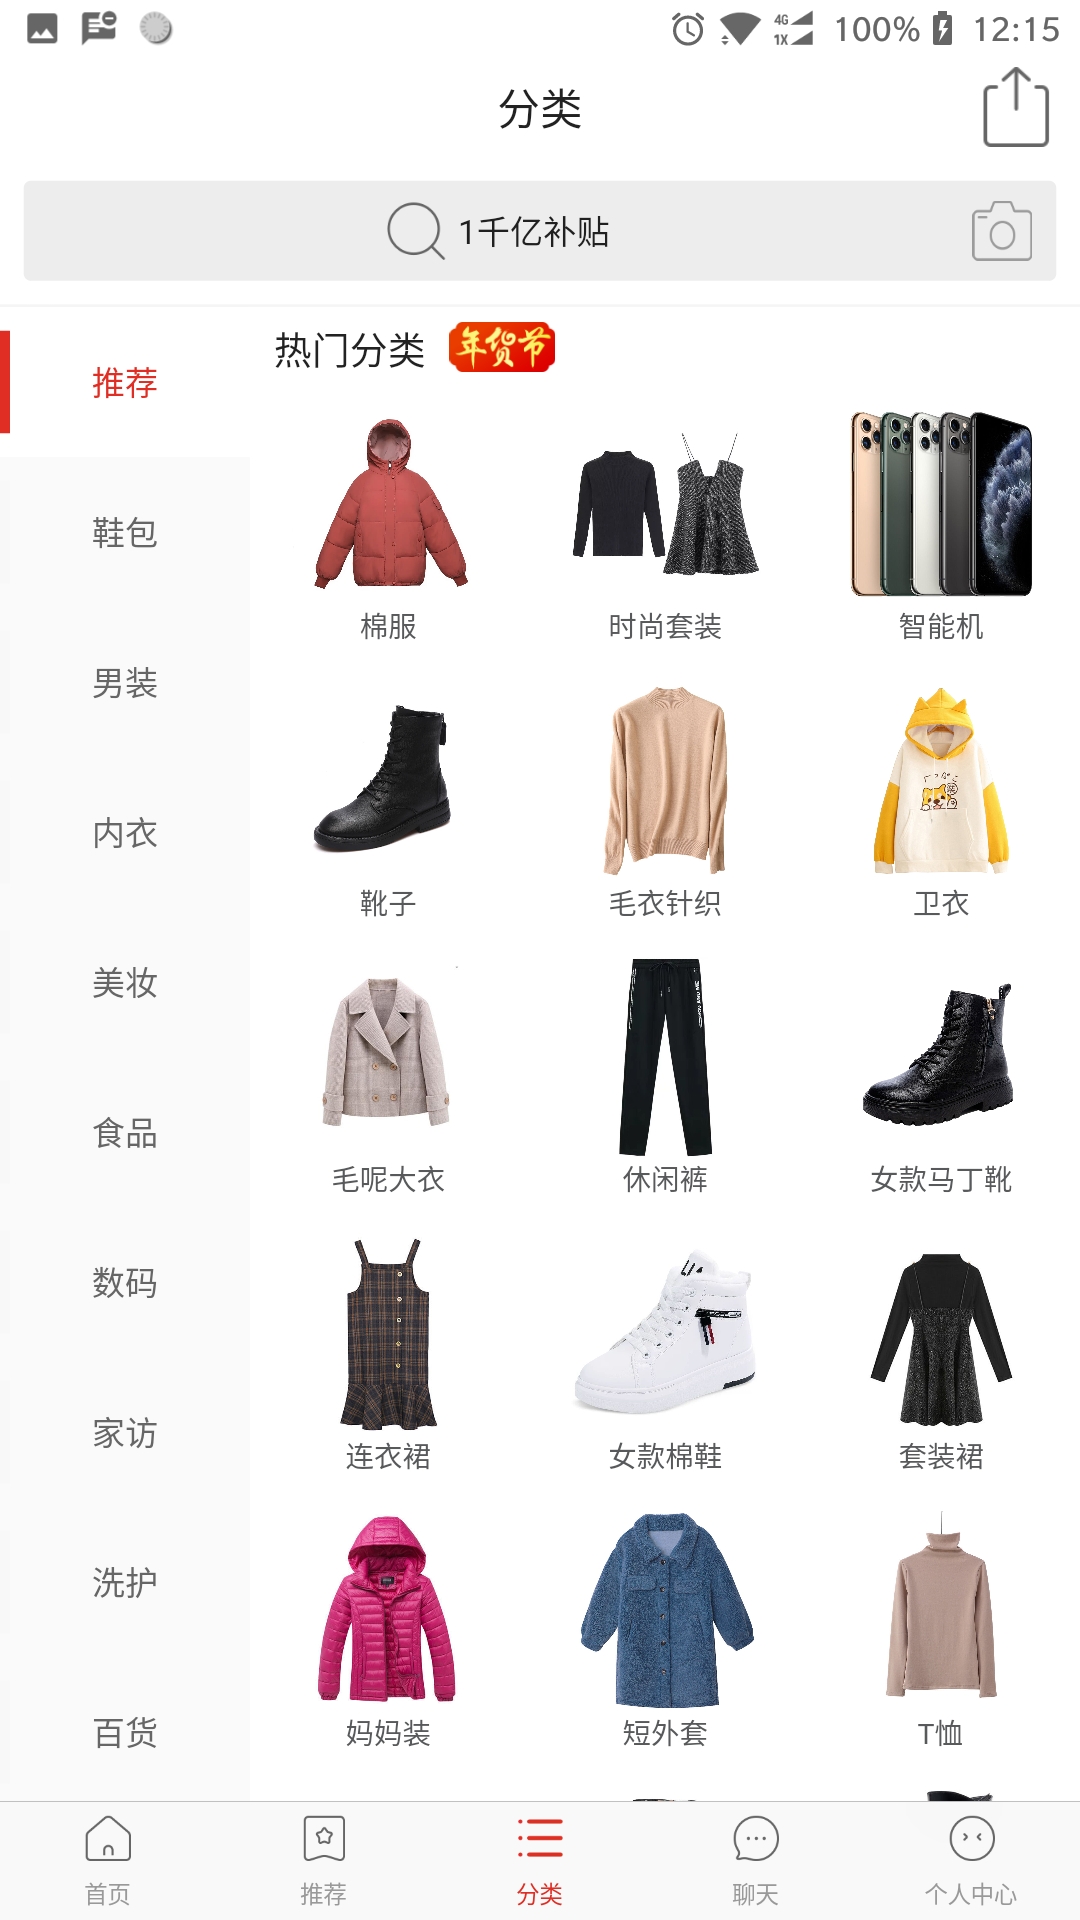 4G
1X
100%
12:15
分类
1千亿补贴
热门分类 年货节
推荐
鞋包
男装
内衣
美妆
食品
数码
家访
洗护
百货
棉服 时尚套装 智能机
靴子 毛衣针织 卫衣
毛呢大衣 休闲裤 女款马丁靴
连衣裙 女款棉鞋 套装裙
妈妈装 短外套 T恤
首页 推荐 分类 聊天 个人中心